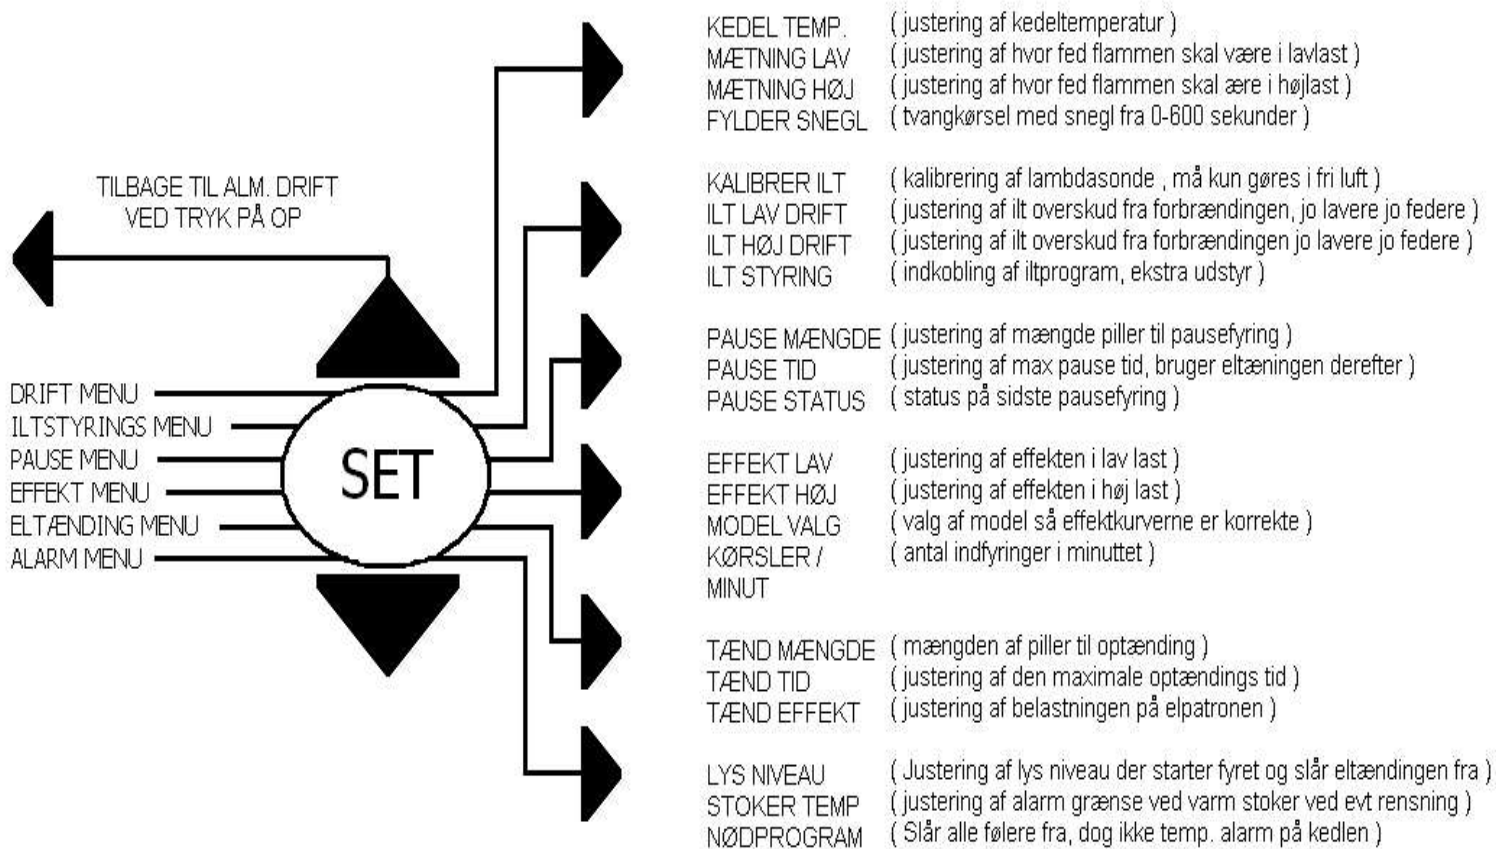 KEDEL TEMP. ( justering af kedeltemperatur )
MÆTNING LAV ( justering af hvor fed flammen skal være i lavlast )
MÆTNING HØJ ( justering af hvor fed flammen skal ære i højlast )
FYLDER SNEGL ( tvangkørsel med snegl fra 0-600 sekunder )
TILBAGE TIL ALM. DRIFT
VED TRYK PÅ OP
KALIBRER ILT ( kalibrering af lambdasonde , må kun gøres i fri luft )
ILT LAV DRIFT ( justering af ilt overskud fra forbrændingen, jo lavere jo federe )
ILT HØJ DRIFT ( justering af ilt overskud fra forbrændingen jo lavere jo federe )
ILT STYRING ( indkobling af iltprogram, ekstra udstyr )
PAUSE MÆNGDE ( justering af mængde piller til pausefyring )
PAUSE TID ( justering af max pause tid, bruger eltæningen derefter )
PAUSE STATUS ( status på sidste pausefyring )
DRIFT MENU
ILTSTYRINGS MENU
PAUSE MENU
EFFEKT MENU
ELTÆNDING MENU
ALARM MENU
SET
EFFEKT LAV ( justering af effekten i lav last )
EFFEKT HØJ ( justering af effekten i høj last )
MODEL VALG ( valg af model så effektkurverne er korrekte )
KØRSLER / ( antal indfyringer i minuttet )
MINUT
TÆND MÆNGDE ( mængden af piller til optænding )
TÆND TID ( justering af den maximale optændings tid )
TÆND EFFEKT ( justering af belastningen på elpatronen )
LYS NIVEAU ( Justering af lys niveau der starter fyret og slår eltændingen fra )
STOKER TEMP ( justering af alarm grænse ved varm stoker ved evt rensning )
NØDPROGRAM ( Slår alle følere fra, dog ikke temp. alarm på kedlen )